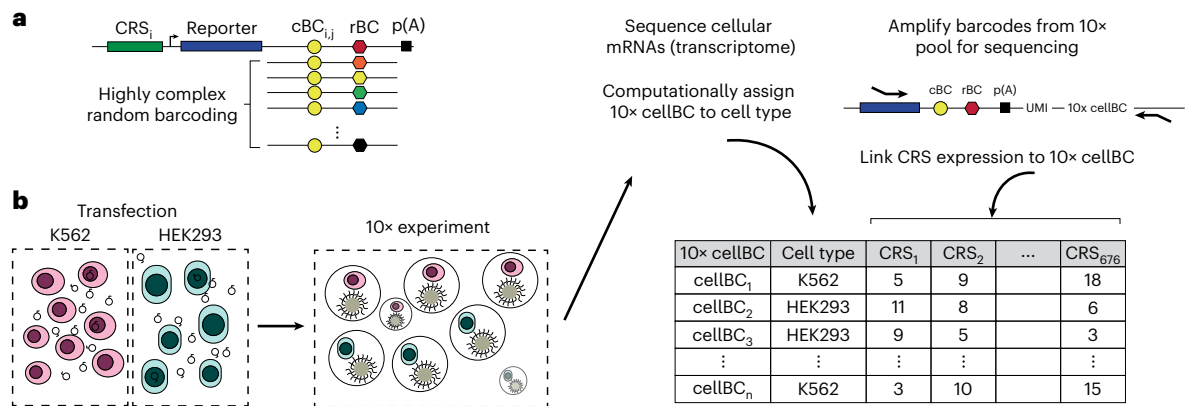 a
CRSi
Reporter
cBCi,j
rBC
p(A)
Highly complex
random barcoding
⋮
b
Transfection
K562
HEK293
10× experiment
Sequence cellular
mRNAs (transcriptome)
Computationally assign
10× cellBC to cell type
Amplify barcodes from 10×
pool for sequencing
cBC rBC p(A)
UMI 10x cellBC
Link CRS expression to 10× cellBC
10× cellBC Cell type CRS1 CRS2 ... CRS676
cellBC1 K562 5 9 18
cellBC2 HEK293 11 8 6
cellBC3 HEK293 9 5 3
⋮ ⋮ ⋮ ⋮ ⋮
cellBCn K562 3 10 15